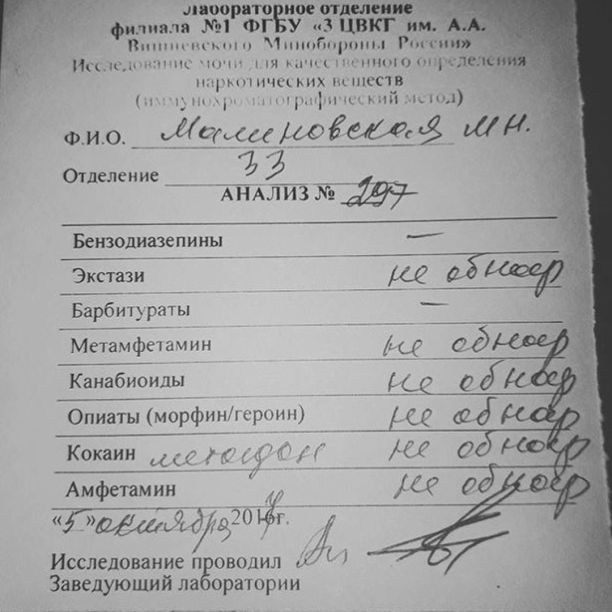 Лабораторное отделение
филиала №1 ФГБУ «3 ЦВКГ им. А.А.
Вишневского Минобороны России»
Исследование мочи для качественного определения
наркотических веществ
(иммунохроматографический метод)
Ф.И.О. Малиновская М Н.
Отделение 33
АНАЛИЗ № 297
Бензодиазепины —
Экстази не обнар
Барбитураты —
Метамфетамин не обнар
Канабиоиды не обнар
Опиаты (морфин/героин) не обнар
Кокаин метадон не обнар
Амфетамин не обнар
«5» октября 2017г.
Исследование проводил
Заведующий лаборатории